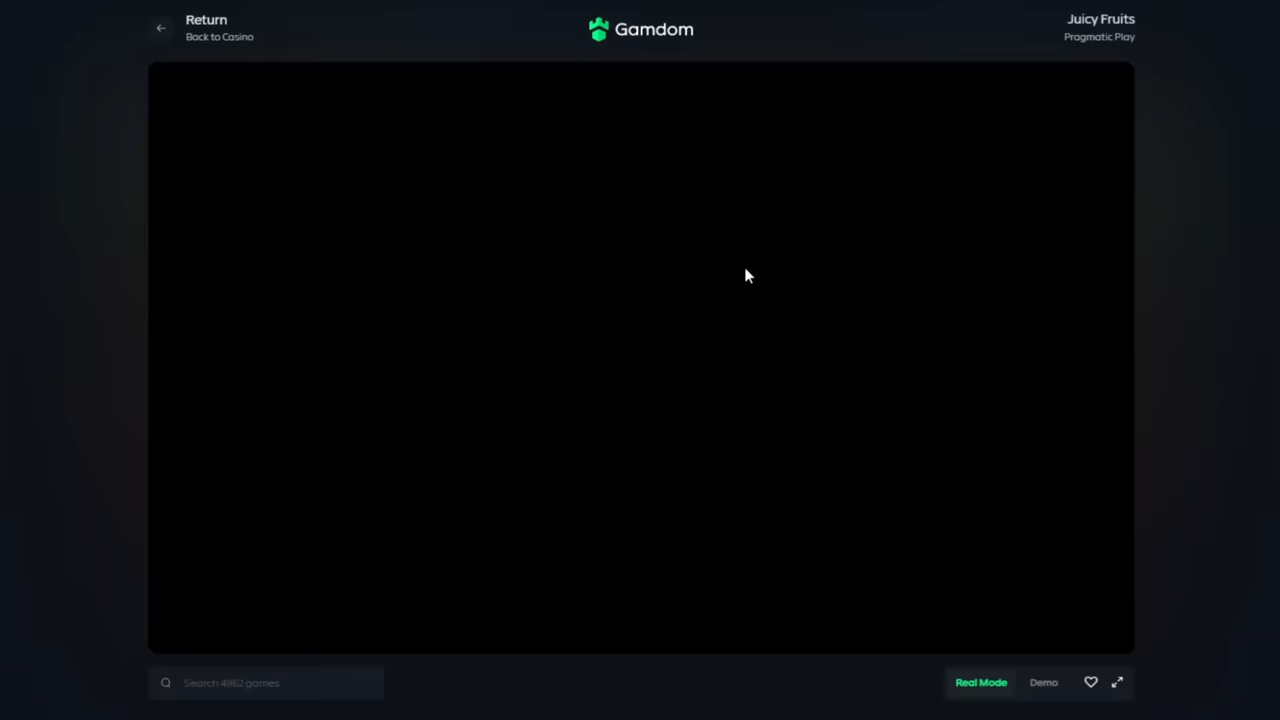 Return
Back to Casino
Gamdom
Juicy Fruits
Pragmatic Play
Search 4962 games
Real Mode
Demo